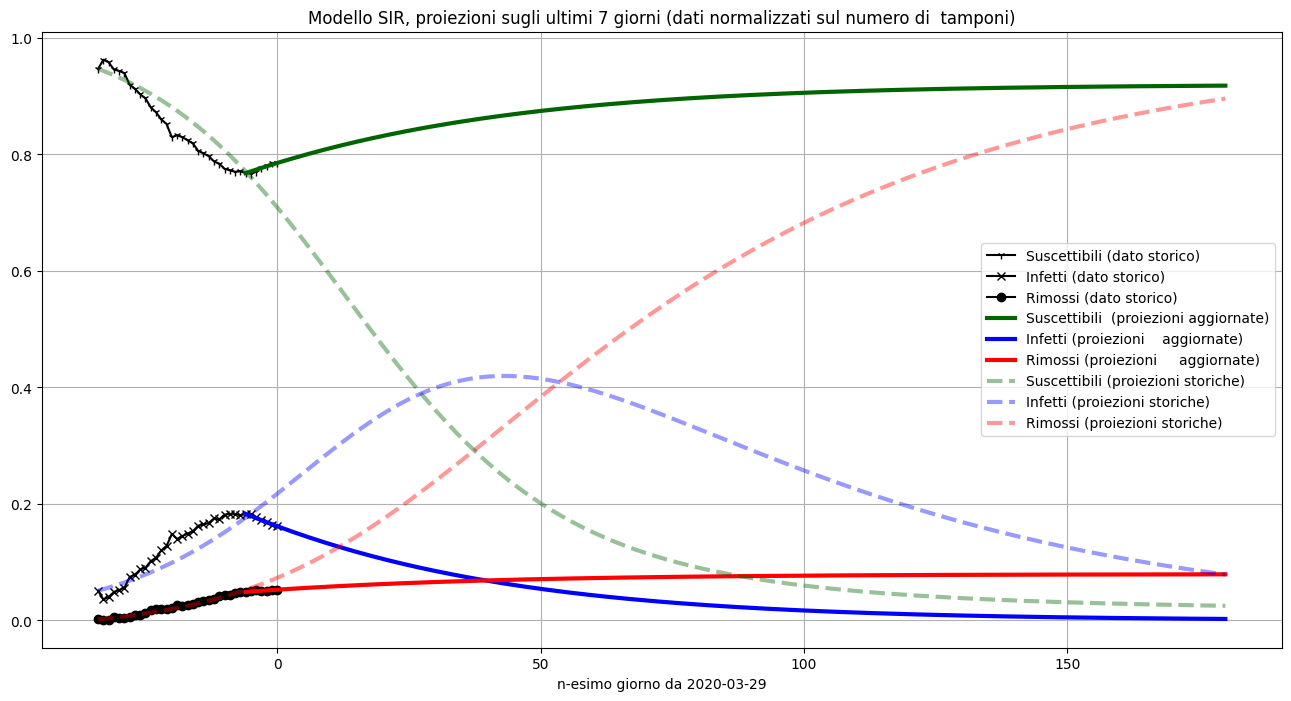 Modello SIR, proiezioni sugli ultimi 7 giorni (dati normalizzati sul numero di  tamponi)
1.0
0.8
0.6
0.4
0.2
0.0
Suscettibili (dato storico)
Infetti (dato storico)
Rimossi (dato storico)
Suscettibili  (proiezioni aggiornate)
Infetti (proiezioni    aggiornate)
Rimossi (proiezioni     aggiornate)
Suscettibili (proiezioni storiche)
Infetti (proiezioni storiche)
Rimossi (proiezioni storiche)
0 50 100 150
n-esimo giorno da 2020-03-29